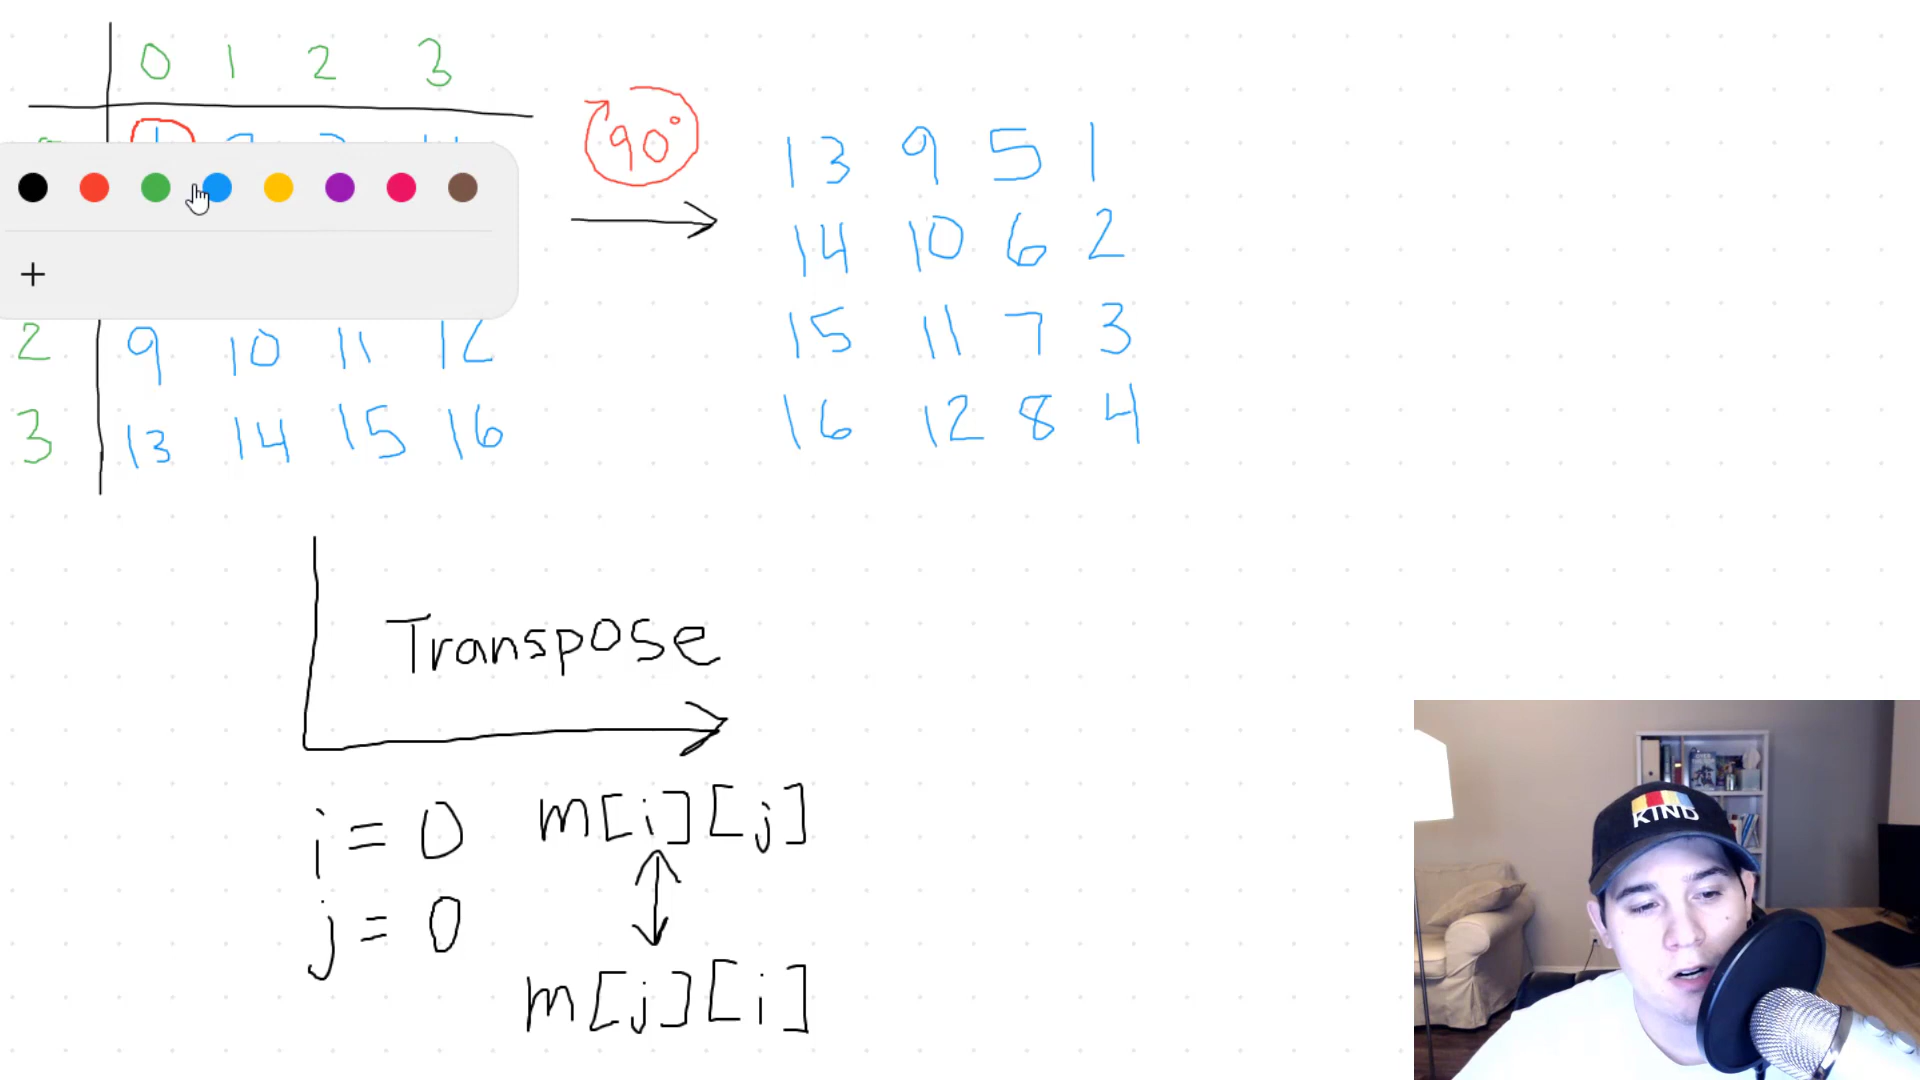 0 1 2 3
90°
13 9 5 1
14 10 6 2
15 11 7 3
16 12 8 4
2 9 10 11 12
3 13 14 15 16
Transpose
i = 0 m[i][j]
j = 0
m[j][i]
KIND